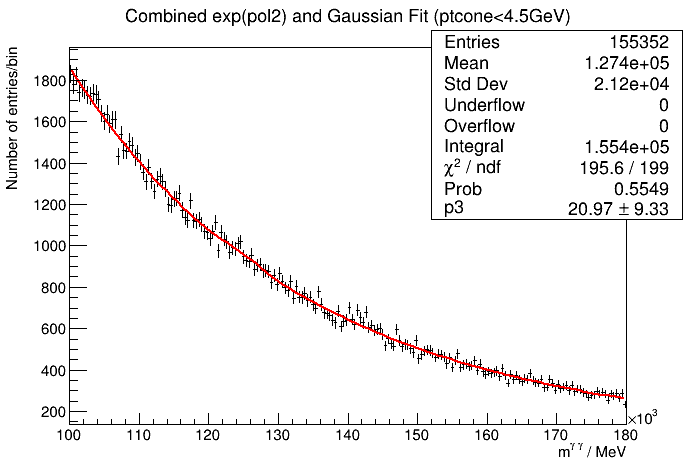 Combined exp(pol2) and Gaussian Fit (ptcone<4.5GeV)
Entries 155352
Mean 1.274e+05
Std Dev 2.12e+04
Underflow 0
Overflow 0
Integral 1.554e+05
χ² / ndf 195.6 / 199
Prob 0.5549
p3 20.97 ± 9.33
Number of entries/bin
1800
1600
1400
1200
1000
800
600
400
200
100 110 120 130 140 150 160 170 180
×10³
m^γγ / MeV